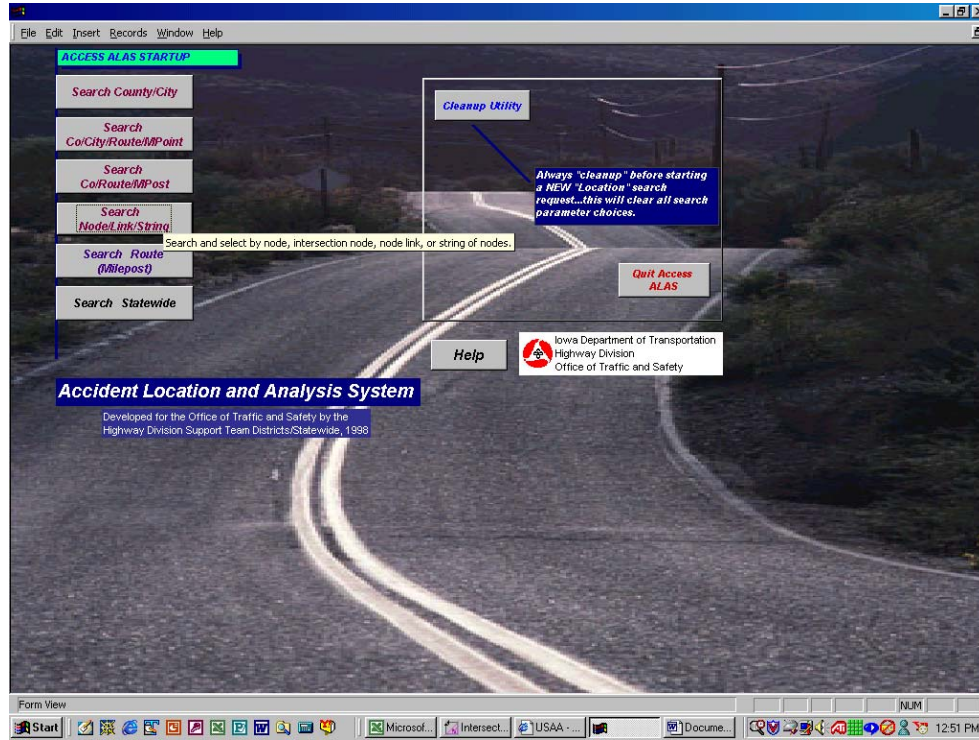 File Edit Insert Records Window Help
ACCESS ALAS STARTUP
Search County/City
Search
Co/City/Route/MPoint
Search
Co/Route/MPost
Search
Node/Link/String
Search and select by node, intersection node, node link, or string of nodes.
Search Route
(Milepost)
Search Statewide
Cleanup Utility
Always "cleanup" before starting
a NEW "Location" search
request...this will clear all search
parameter choices.
Quit Access
ALAS
Help
Iowa Department of Transportation
Highway Division
Office of Traffic and Safety
Accident Location and Analysis System
Developed for the Office of Traffic and Safety by the
Highway Division Support Team Districts/Statewide, 1998
Form View
NUM
Start
Microsof...
Intersect...
USAA - ...
Docume...
12:51 PM